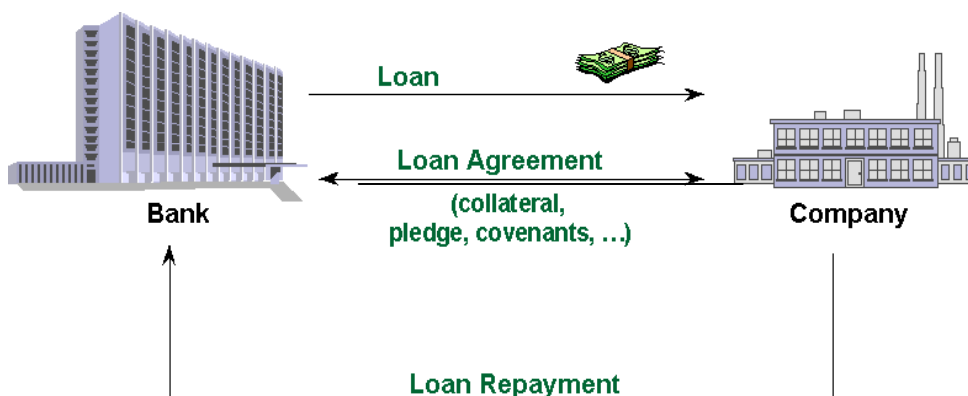 Loan
Loan Agreement
(collateral,
pledge, covenants, ...)
Bank
Company
Loan Repayment